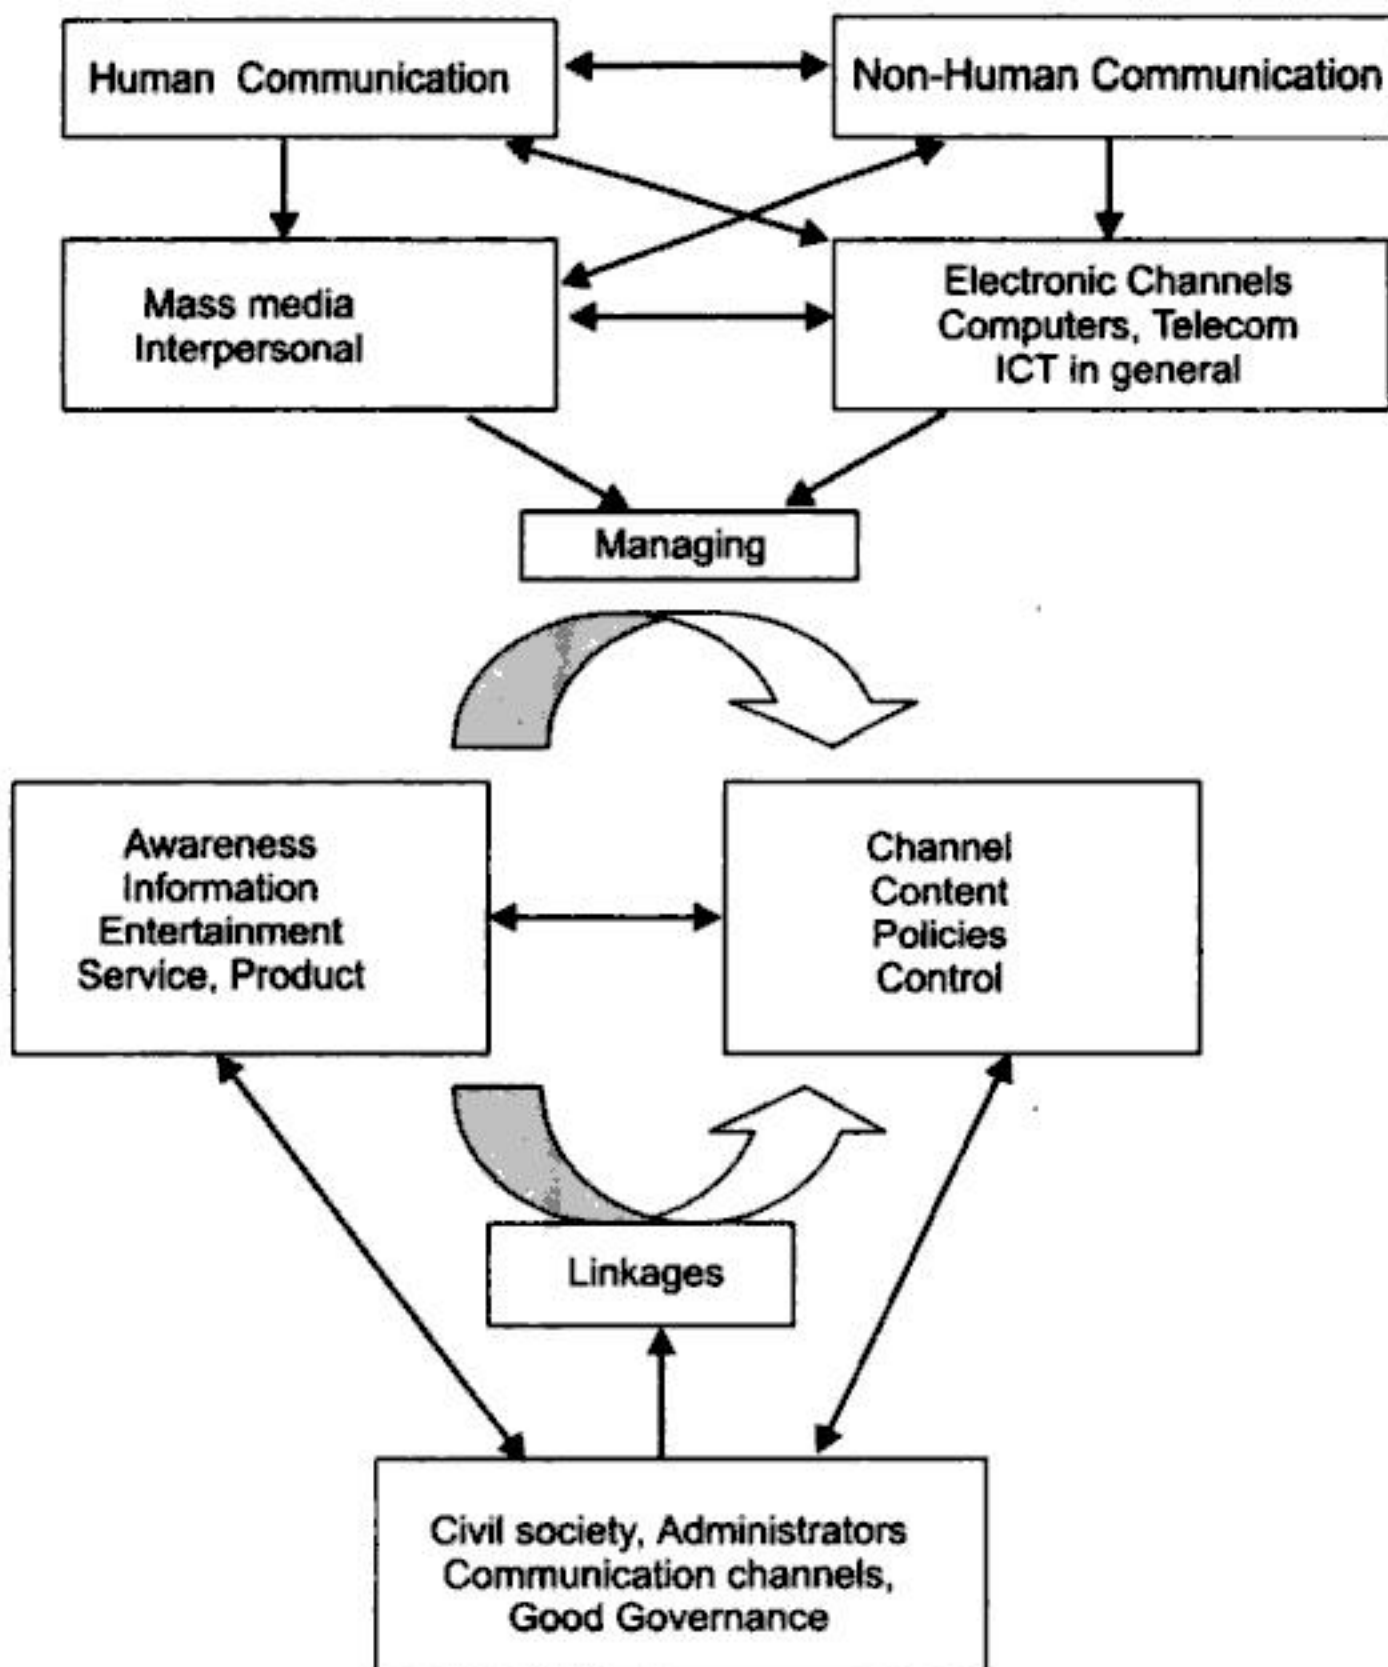 Human Communication
Non-Human Communication
Mass media
Interpersonal
Electronic Channels
Computers, Telecom
ICT in general
Managing
Awareness
Information
Entertainment
Service, Product
Channel
Content
Policies
Control
Linkages
Civil society, Administrators
Communication channels,
Good Governance